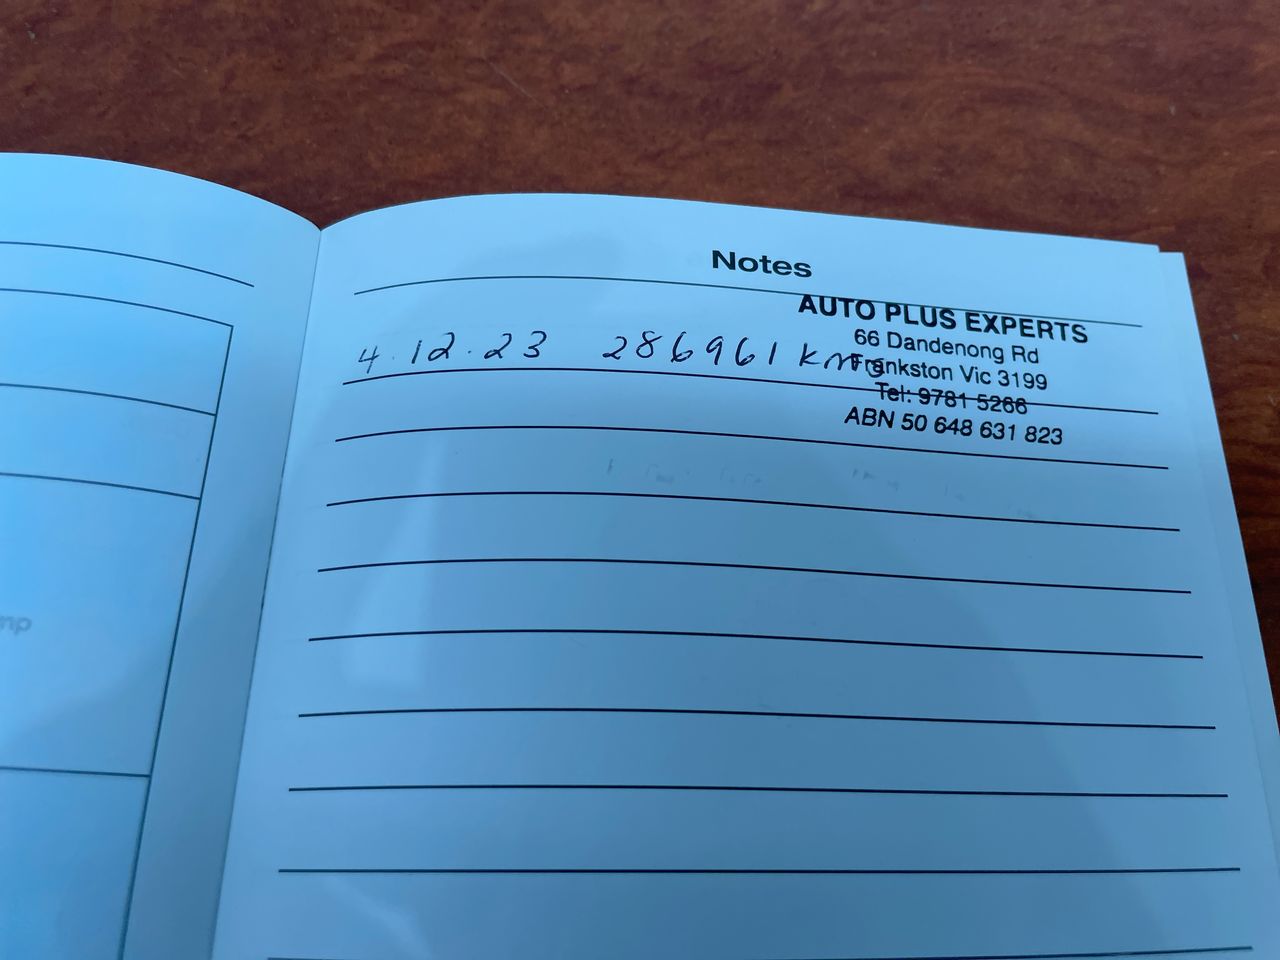 Notes
AUTO PLUS EXPERTS
66 Dandenong Rd
4.12.23 286961 kms
Frankston Vic 3199
Tel: 9781 5266
ABN 50 648 631 823